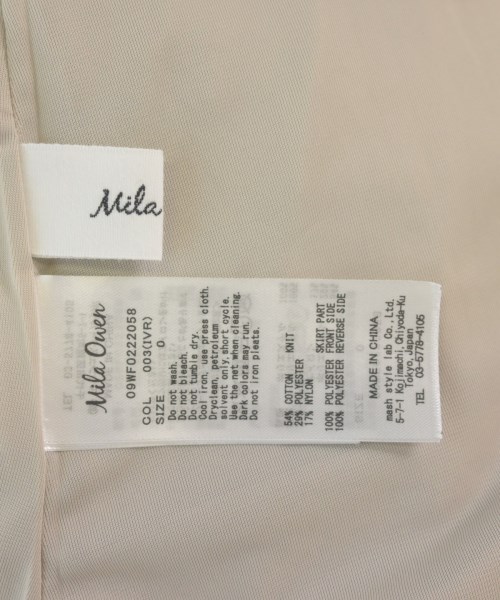 Mila
Mila Owen
09WFO222058
COL 003(IVR)
SIZE 0
Do not wash.
Do not bleach.
Do not tumble dry.
Cool iron, use press cloth.
Dryclean, petroleum
solvent only, short cycle.
Use the net when cleaning.
Dark colors may run.
Do not iron pleats.
54% COTTON KNIT
29% POLYESTER
17% NYLON
SKIRT PART
100% POLYESTER FRONT SIDE
100% POLYESTER REVERSE SIDE
MADE IN CHINA
mash style lab Co., Ltd.
5-7-1 Kojimachi, Chiyoda-Ku
Tokyo, Japan
TEL 03-5778-4105